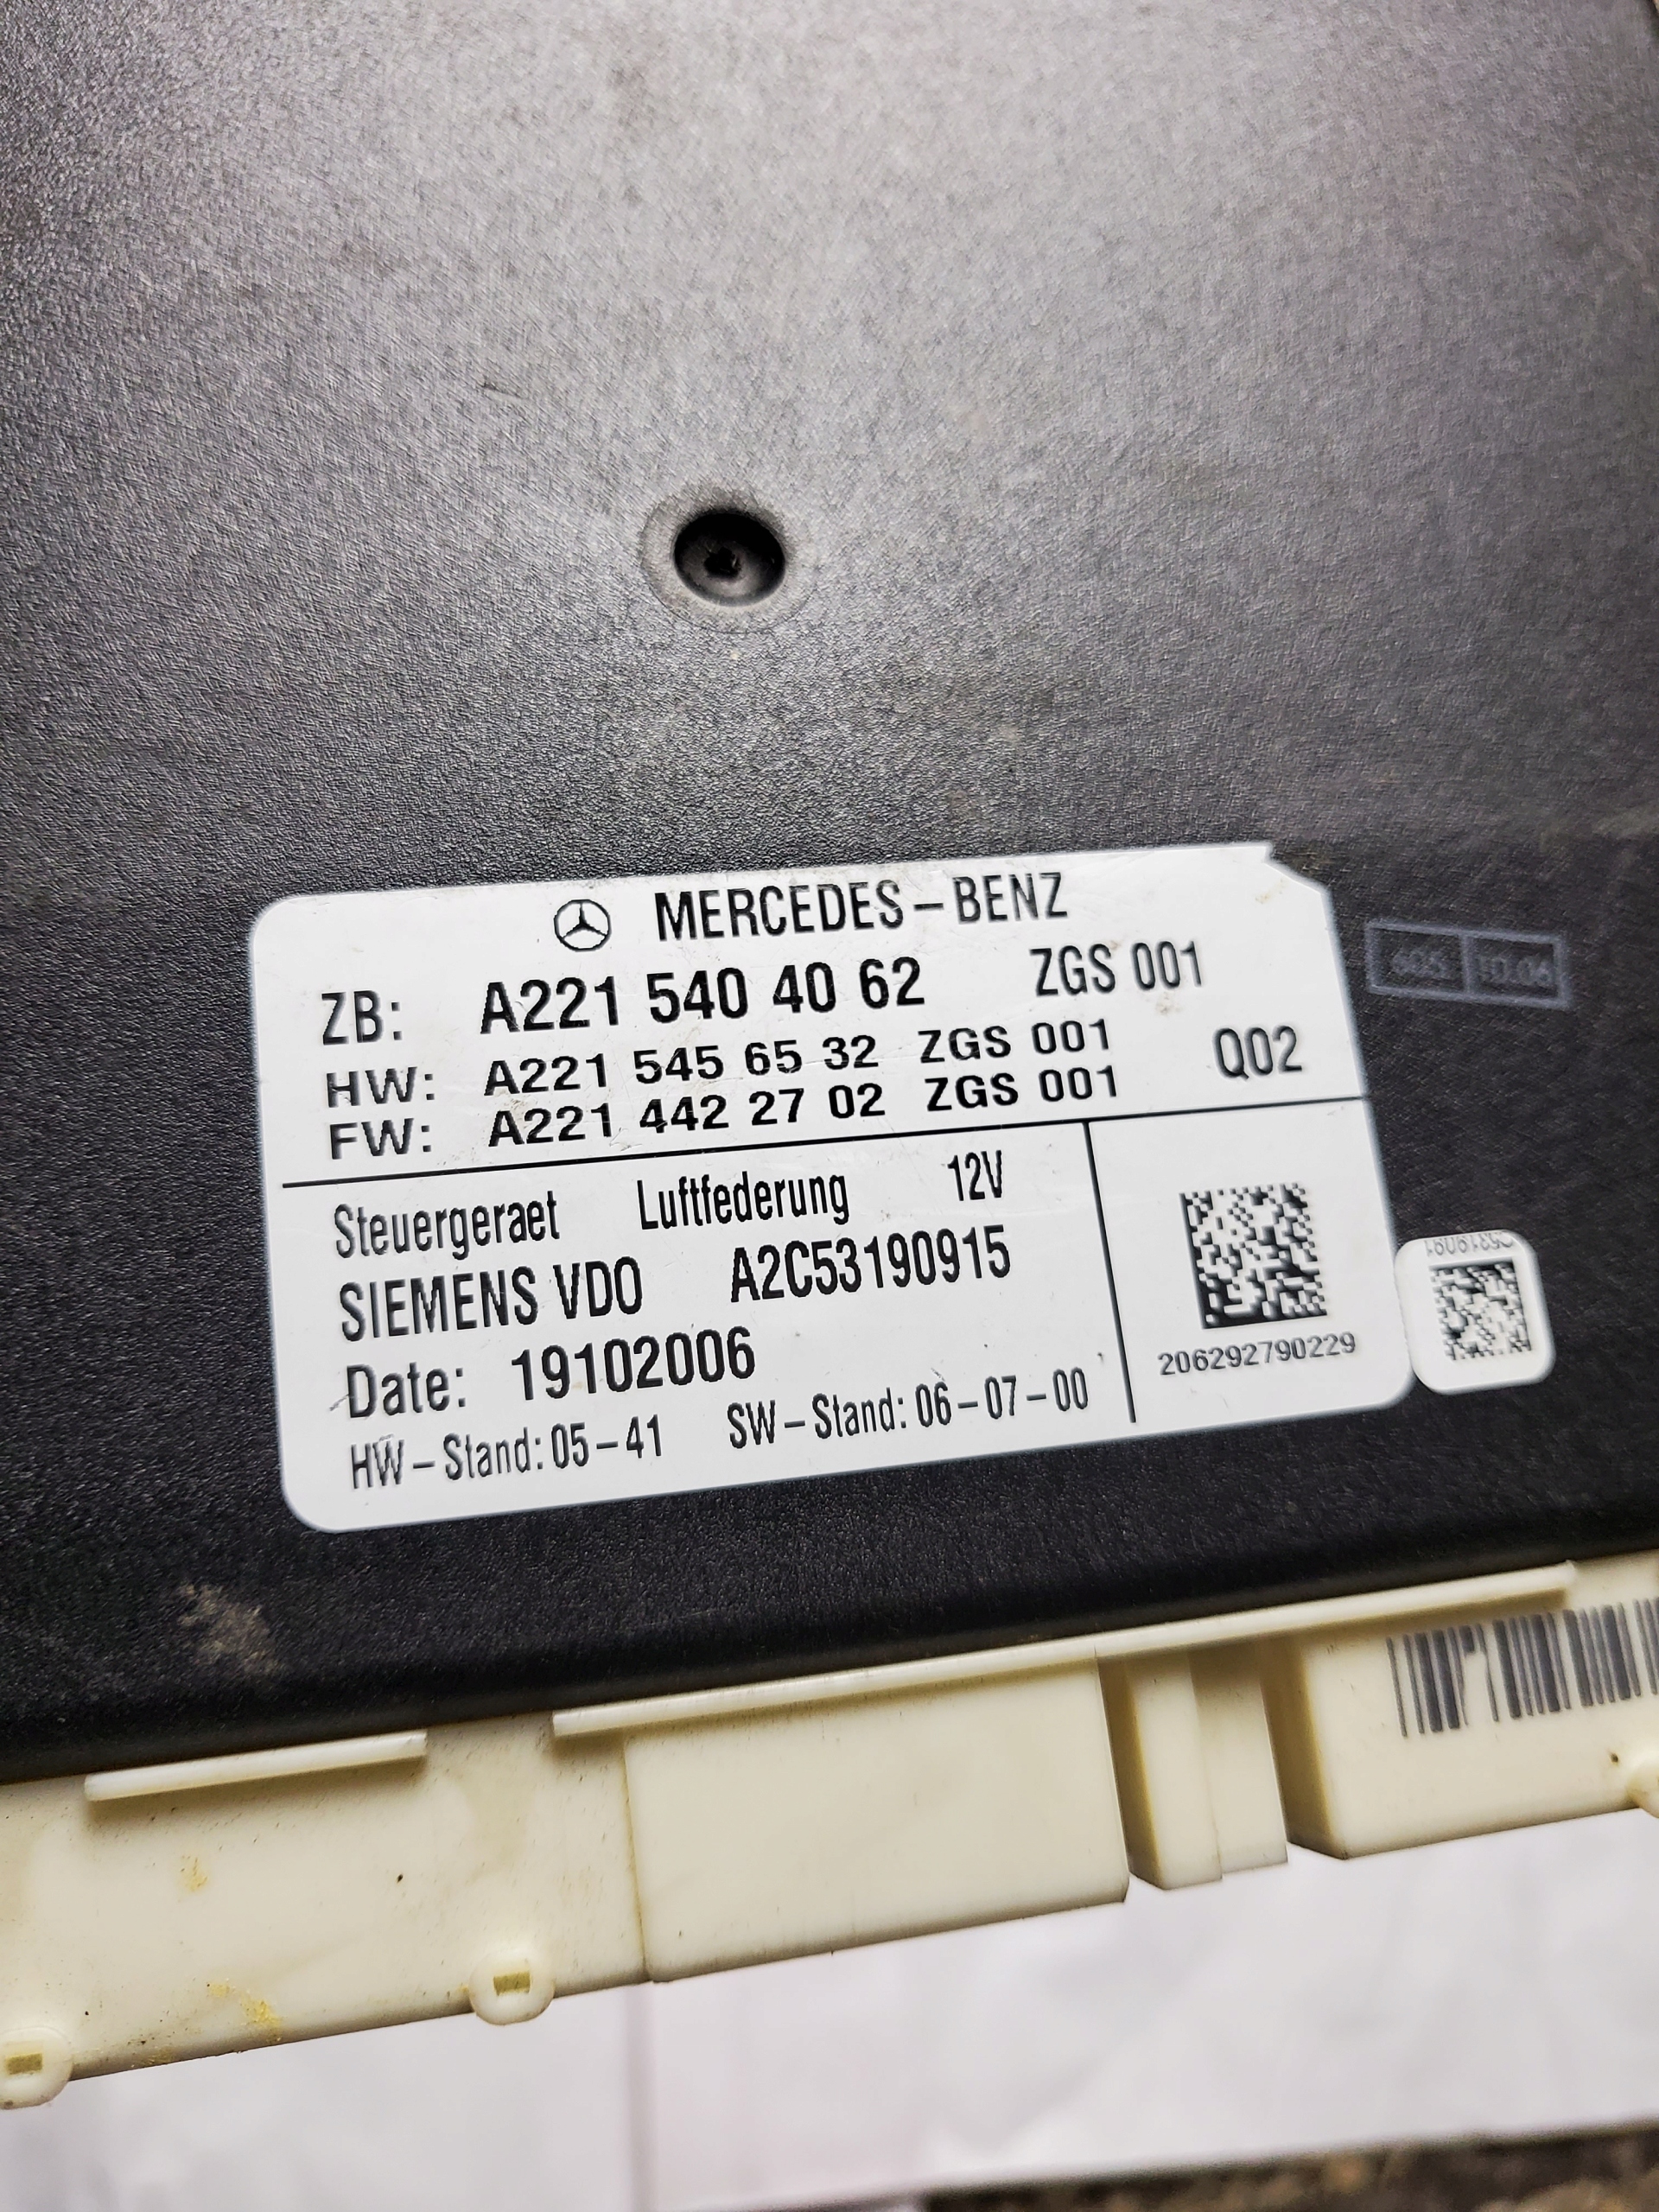 MERCEDES-BENZ
ZB: A221 540 40 62 ZGS 001
HW: A221 545 65 32 ZGS 001 Q02
FW: A221 442 27 02 ZGS 001
Steuergeraet Luftfederung 12V
SIEMENS VDO A2C53190915
Date: 19102006
HW-Stand: 05-41 SW-Stand: 06-07-00
206292790229